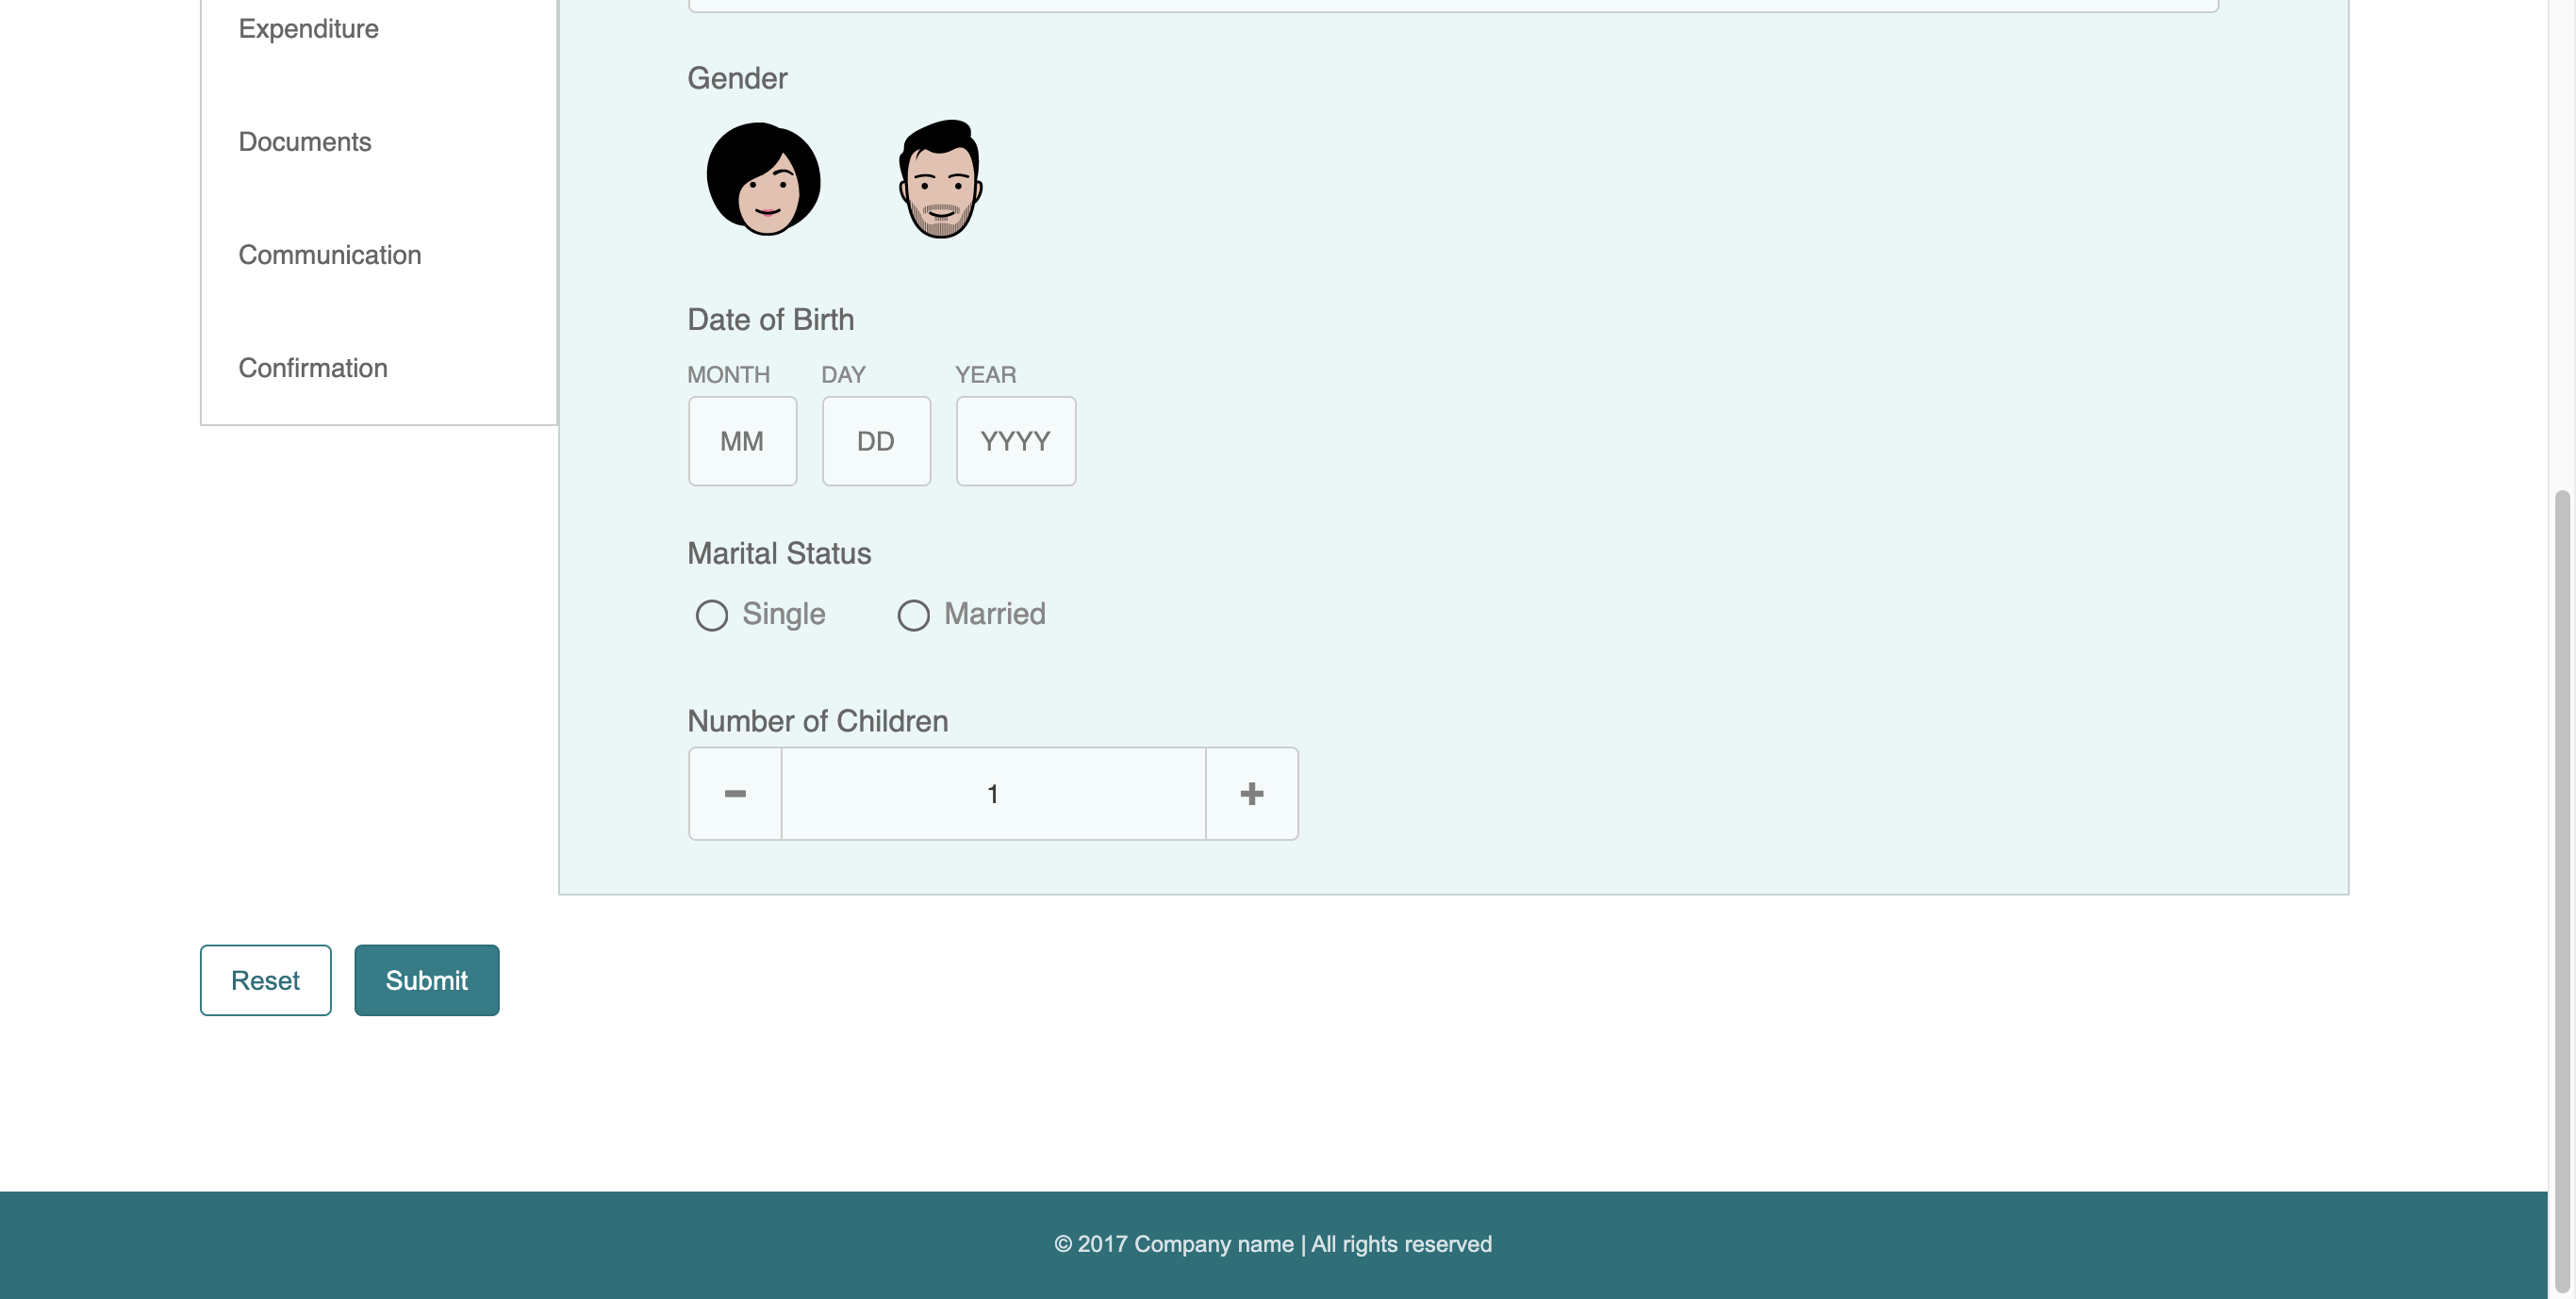 Expenditure
Documents
Communication
Confirmation
Gender
Date of Birth
MONTH DAY YEAR
MM DD YYYY
Marital Status
Single Married
Number of Children
1
Reset Submit
© 2017 Company name | All rights reserved